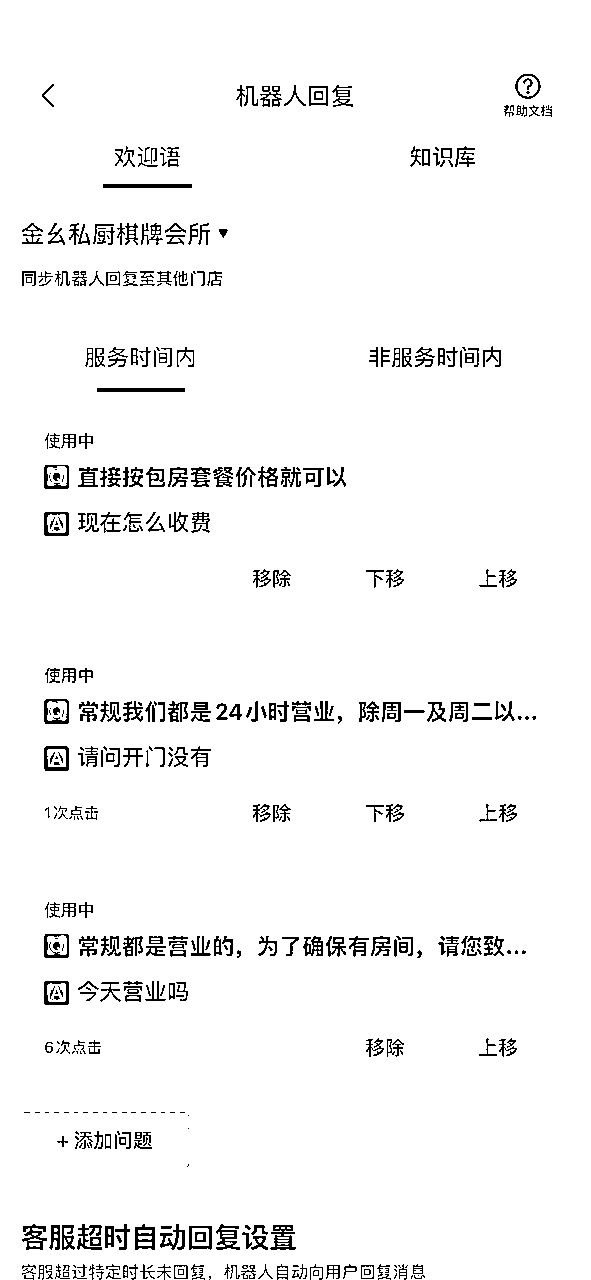 机器人回复
帮助文档
欢迎语
知识库
金幺私厨棋牌会所
同步机器人回复至其他门店
服务时间内
非服务时间内
使用中
直接按包房套餐价格就可以
现在怎么收费
移除 下移 上移
使用中
常规我们都是24小时营业，除周一及周二以...
请问开门没有
1次点击 移除 下移 上移
使用中
常规都是营业的，为了确保有房间，请您致...
今天营业吗
6次点击 移除 上移
+ 添加问题
客服超时自动回复设置
客服超过特定时长未回复，机器人自动向用户回复消息